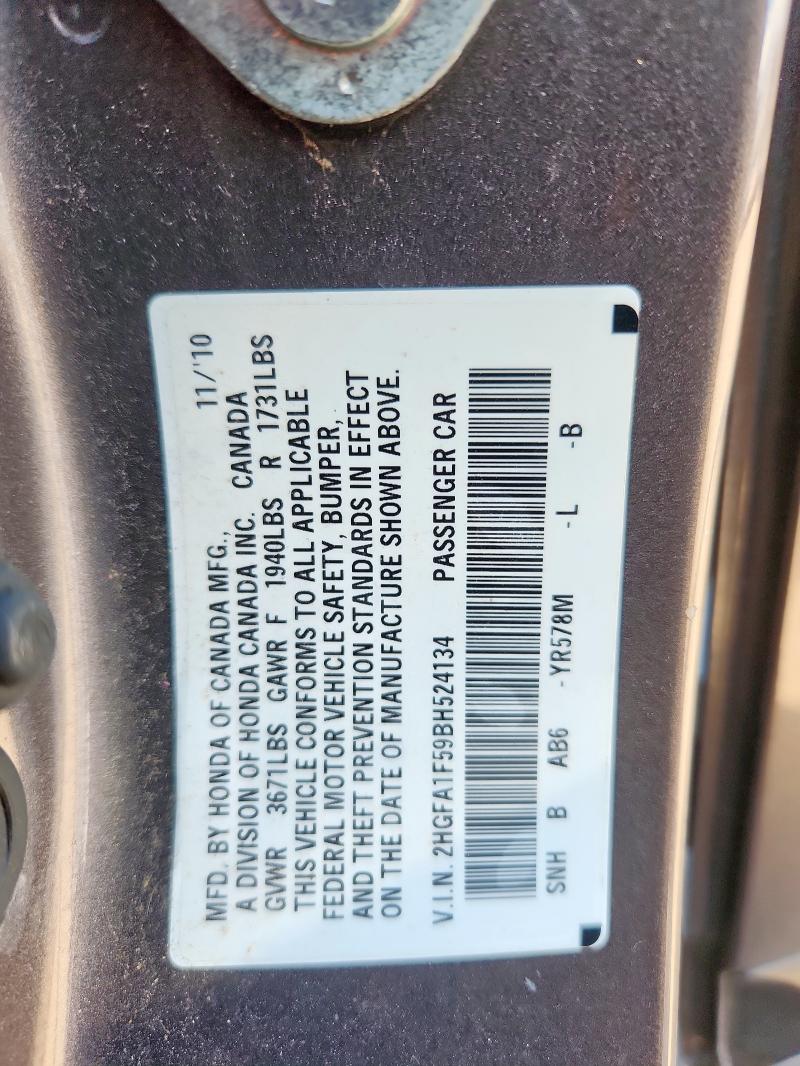 MFD. BY HONDA OF CANADA MFG., 11/'10
A DIVISION OF HONDA CANADA INC. CANADA
GVWR 3671LBS GAWR F 1940LBS R 1731LBS
THIS VEHICLE CONFORMS TO ALL APPLICABLE
FEDERAL MOTOR VEHICLE SAFETY, BUMPER,
AND THEFT PREVENTION STANDARDS IN EFFECT
ON THE DATE OF MANUFACTURE SHOWN ABOVE.
V.I.N. 2HGFA1F59BH524134 PASSENGER CAR
SNH B AB6 -YR578M -L -B